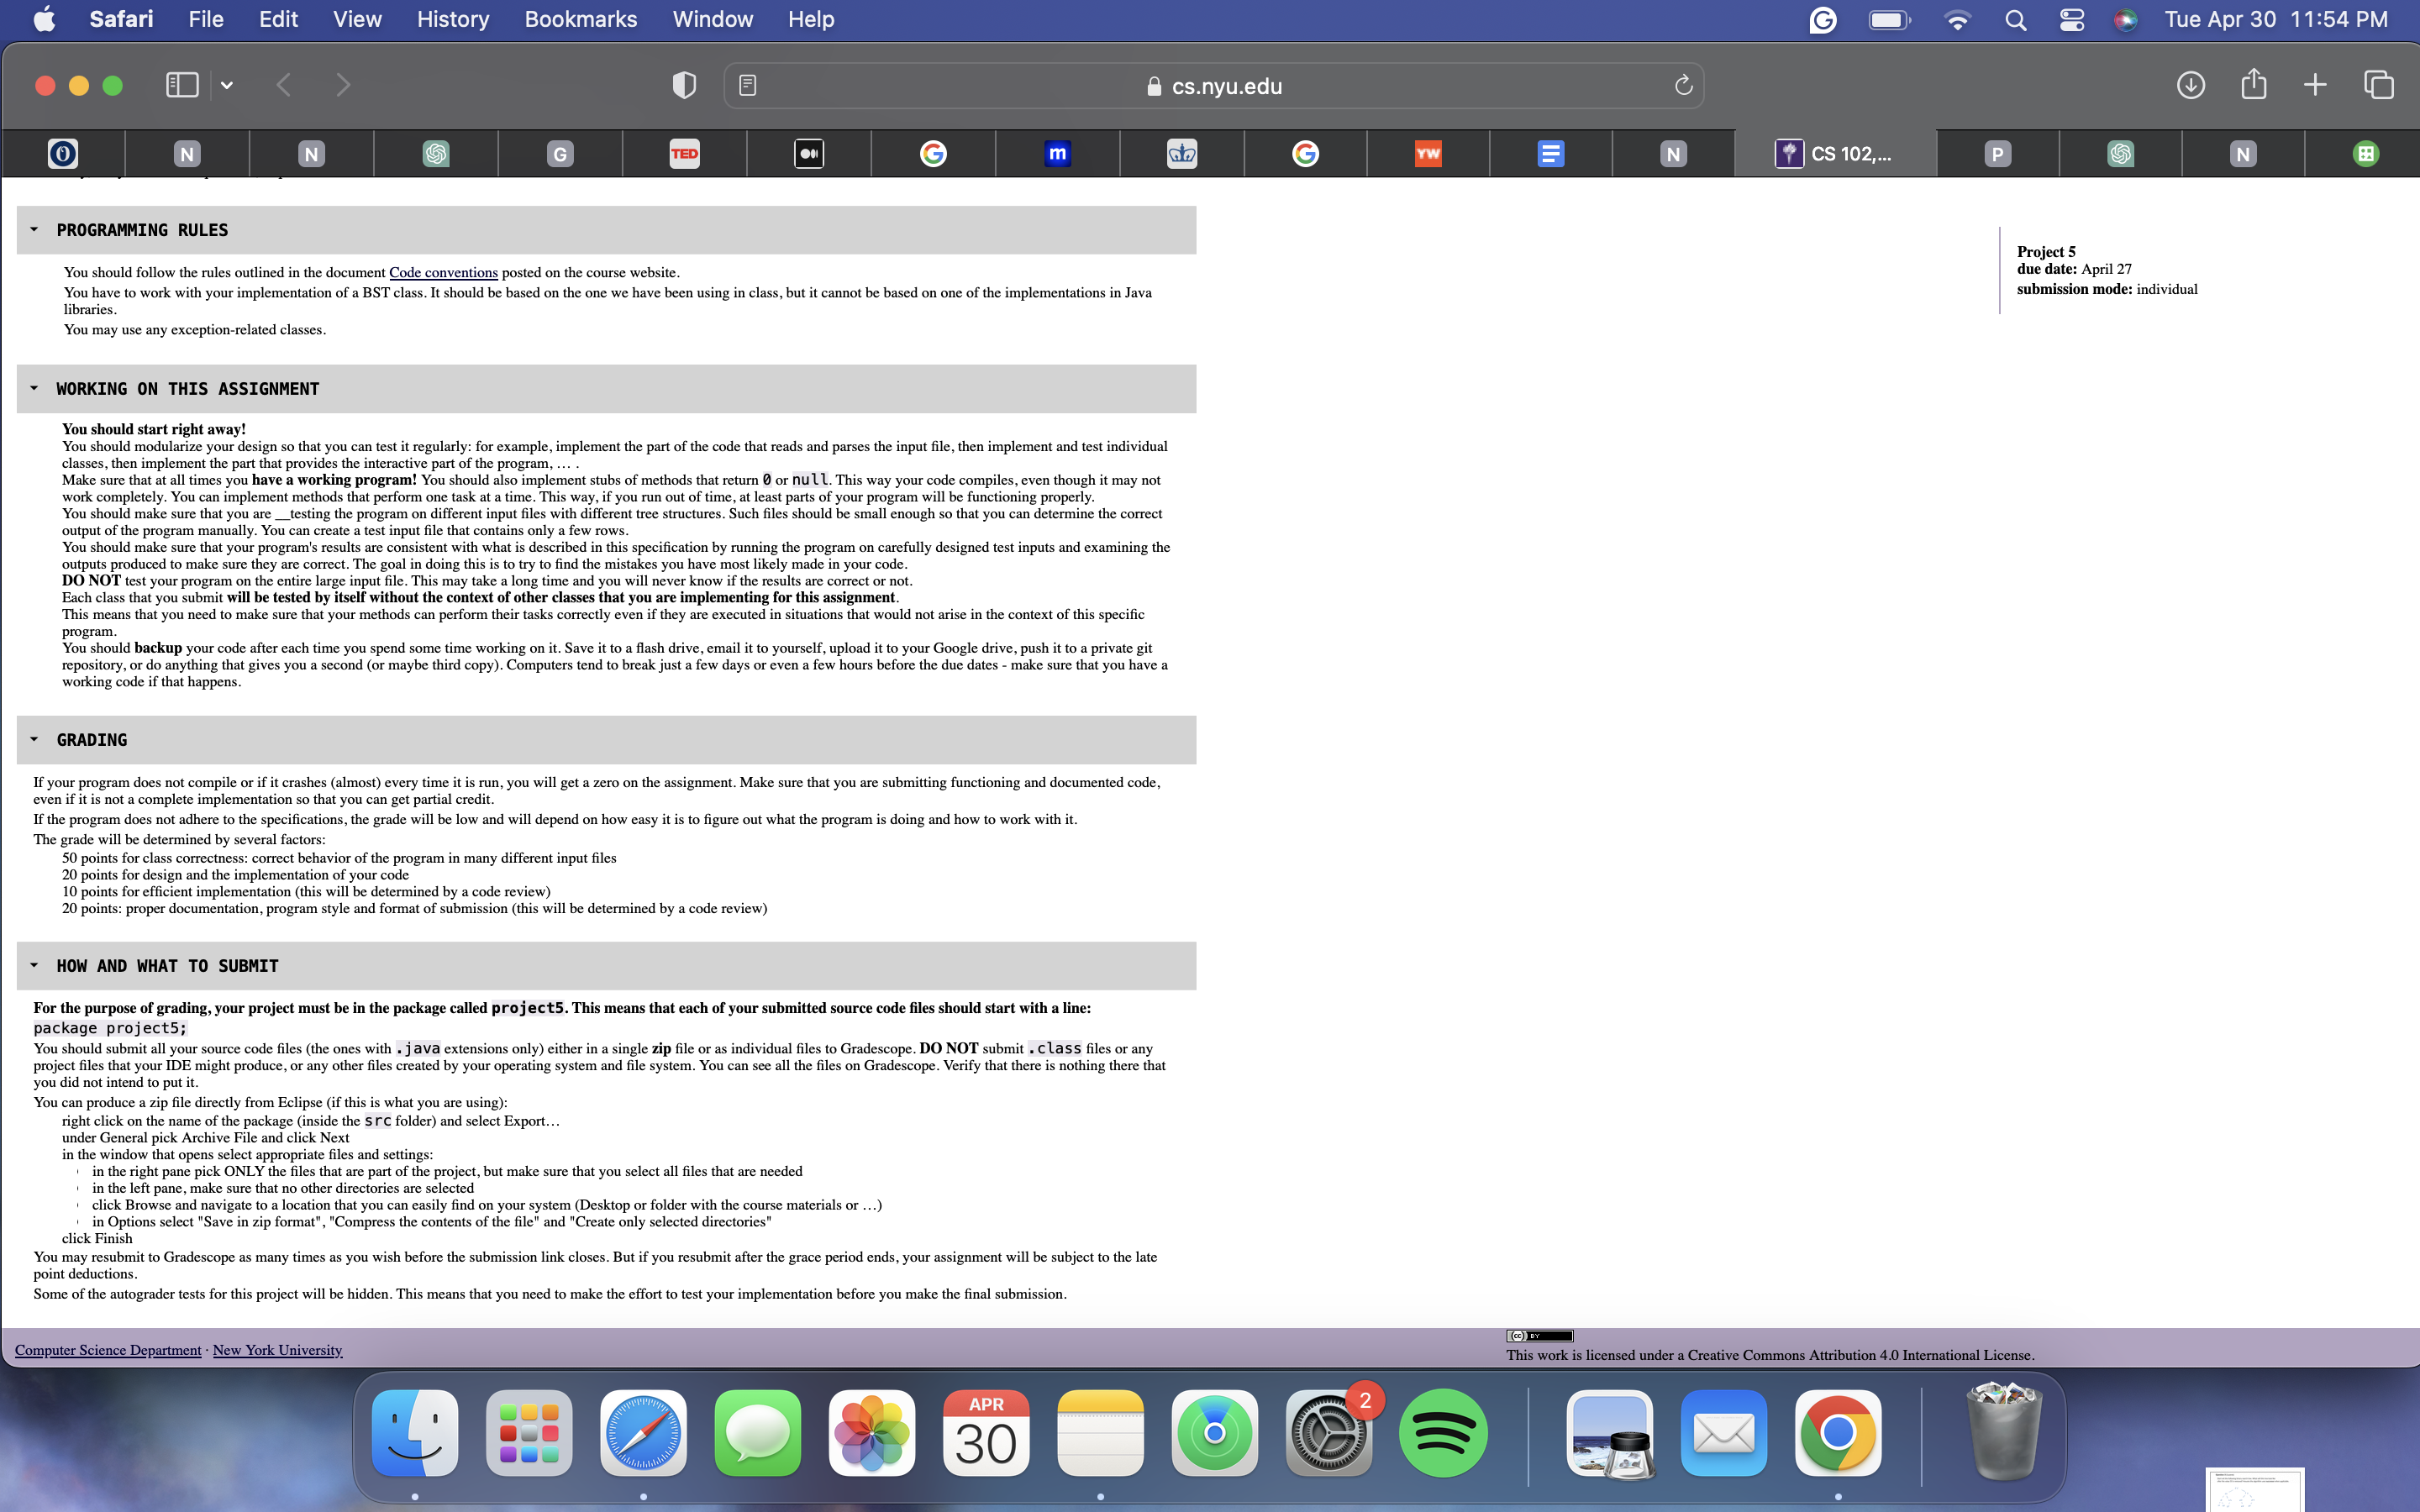 Safari File Edit View History Bookmarks Window Help Tue Apr 30 11:54 PM
cs.nyu.edu
N N G TED m YW N CS 102,... P N
PROGRAMMING RULES
You should follow the rules outlined in the document Code conventions posted on the course website.
You have to work with your implementation of a BST class. It should be based on the one we have been using in class, but it cannot be based on one of the implementations in Java
libraries.
You may use any exception-related classes.
Project 5
due date: April 27
submission mode: individual
WORKING ON THIS ASSIGNMENT
You should start right away!
You should modularize your design so that you can test it regularly: for example, implement the part of the code that reads and parses the input file, then implement and test individual
classes, then implement the part that provides the interactive part of the program, … .
Make sure that at all times you have a working program! You should also implement stubs of methods that return 0 or null. This way your code compiles, even though it may not
work completely. You can implement methods that perform one task at a time. This way, if you run out of time, at least parts of your program will be functioning properly.
You should make sure that you are __testing the program on different input files with different tree structures. Such files should be small enough so that you can determine the correct
output of the program manually. You can create a test input file that contains only a few rows.
You should make sure that your program's results are consistent with what is described in this specification by running the program on carefully designed test inputs and examining the
outputs produced to make sure they are correct. The goal in doing this is to try to find the mistakes you have most likely made in your code.
DO NOT test your program on the entire large input file. This may take a long time and you will never know if the results are correct or not.
Each class that you submit will be tested by itself without the context of other classes that you are implementing for this assignment.
This means that you need to make sure that your methods can perform their tasks correctly even if they are executed in situations that would not arise in the context of this specific
program.
You should backup your code after each time you spend some time working on it. Save it to a flash drive, email it to yourself, upload it to your Google drive, push it to a private git
repository, or do anything that gives you a second (or maybe third copy). Computers tend to break just a few days or even a few hours before the due dates - make sure that you have a
working code if that happens.
GRADING
If your program does not compile or if it crashes (almost) every time it is run, you will get a zero on the assignment. Make sure that you are submitting functioning and documented code,
even if it is not a complete implementation so that you can get partial credit.
If the program does not adhere to the specifications, the grade will be low and will depend on how easy it is to figure out what the program is doing and how to work with it.
The grade will be determined by several factors:
50 points for class correctness: correct behavior of the program in many different input files
20 points for design and the implementation of your code
10 points for efficient implementation (this will be determined by a code review)
20 points: proper documentation, program style and format of submission (this will be determined by a code review)
HOW AND WHAT TO SUBMIT
For the purpose of grading, your project must be in the package called project5. This means that each of your submitted source code files should start with a line:
package project5;
You should submit all your source code files (the ones with .java extensions only) either in a single zip file or as individual files to Gradescope. DO NOT submit .class files or any
project files that your IDE might produce, or any other files created by your operating system and file system. You can see all the files on Gradescope. Verify that there is nothing there that
you did not intend to put it.
You can produce a zip file directly from Eclipse (if this is what you are using):
right click on the name of the package (inside the src folder) and select Export…
under General pick Archive File and click Next
in the window that opens select appropriate files and settings:
in the right pane pick ONLY the files that are part of the project, but make sure that you select all files that are needed
in the left pane, make sure that no other directories are selected
click Browse and navigate to a location that you can easily find on your system (Desktop or folder with the course materials or …)
in Options select "Save in zip format", "Compress the contents of the file" and "Create only selected directories"
click Finish
You may resubmit to Gradescope as many times as you wish before the submission link closes. But if you resubmit after the grace period ends, your assignment will be subject to the late
point deductions.
Some of the autograder tests for this project will be hidden. This means that you need to make the effort to test your implementation before you make the final submission.
Computer Science Department · New York University
cc BY
This work is licensed under a Creative Commons Attribution 4.0 International License.
APR
30
2